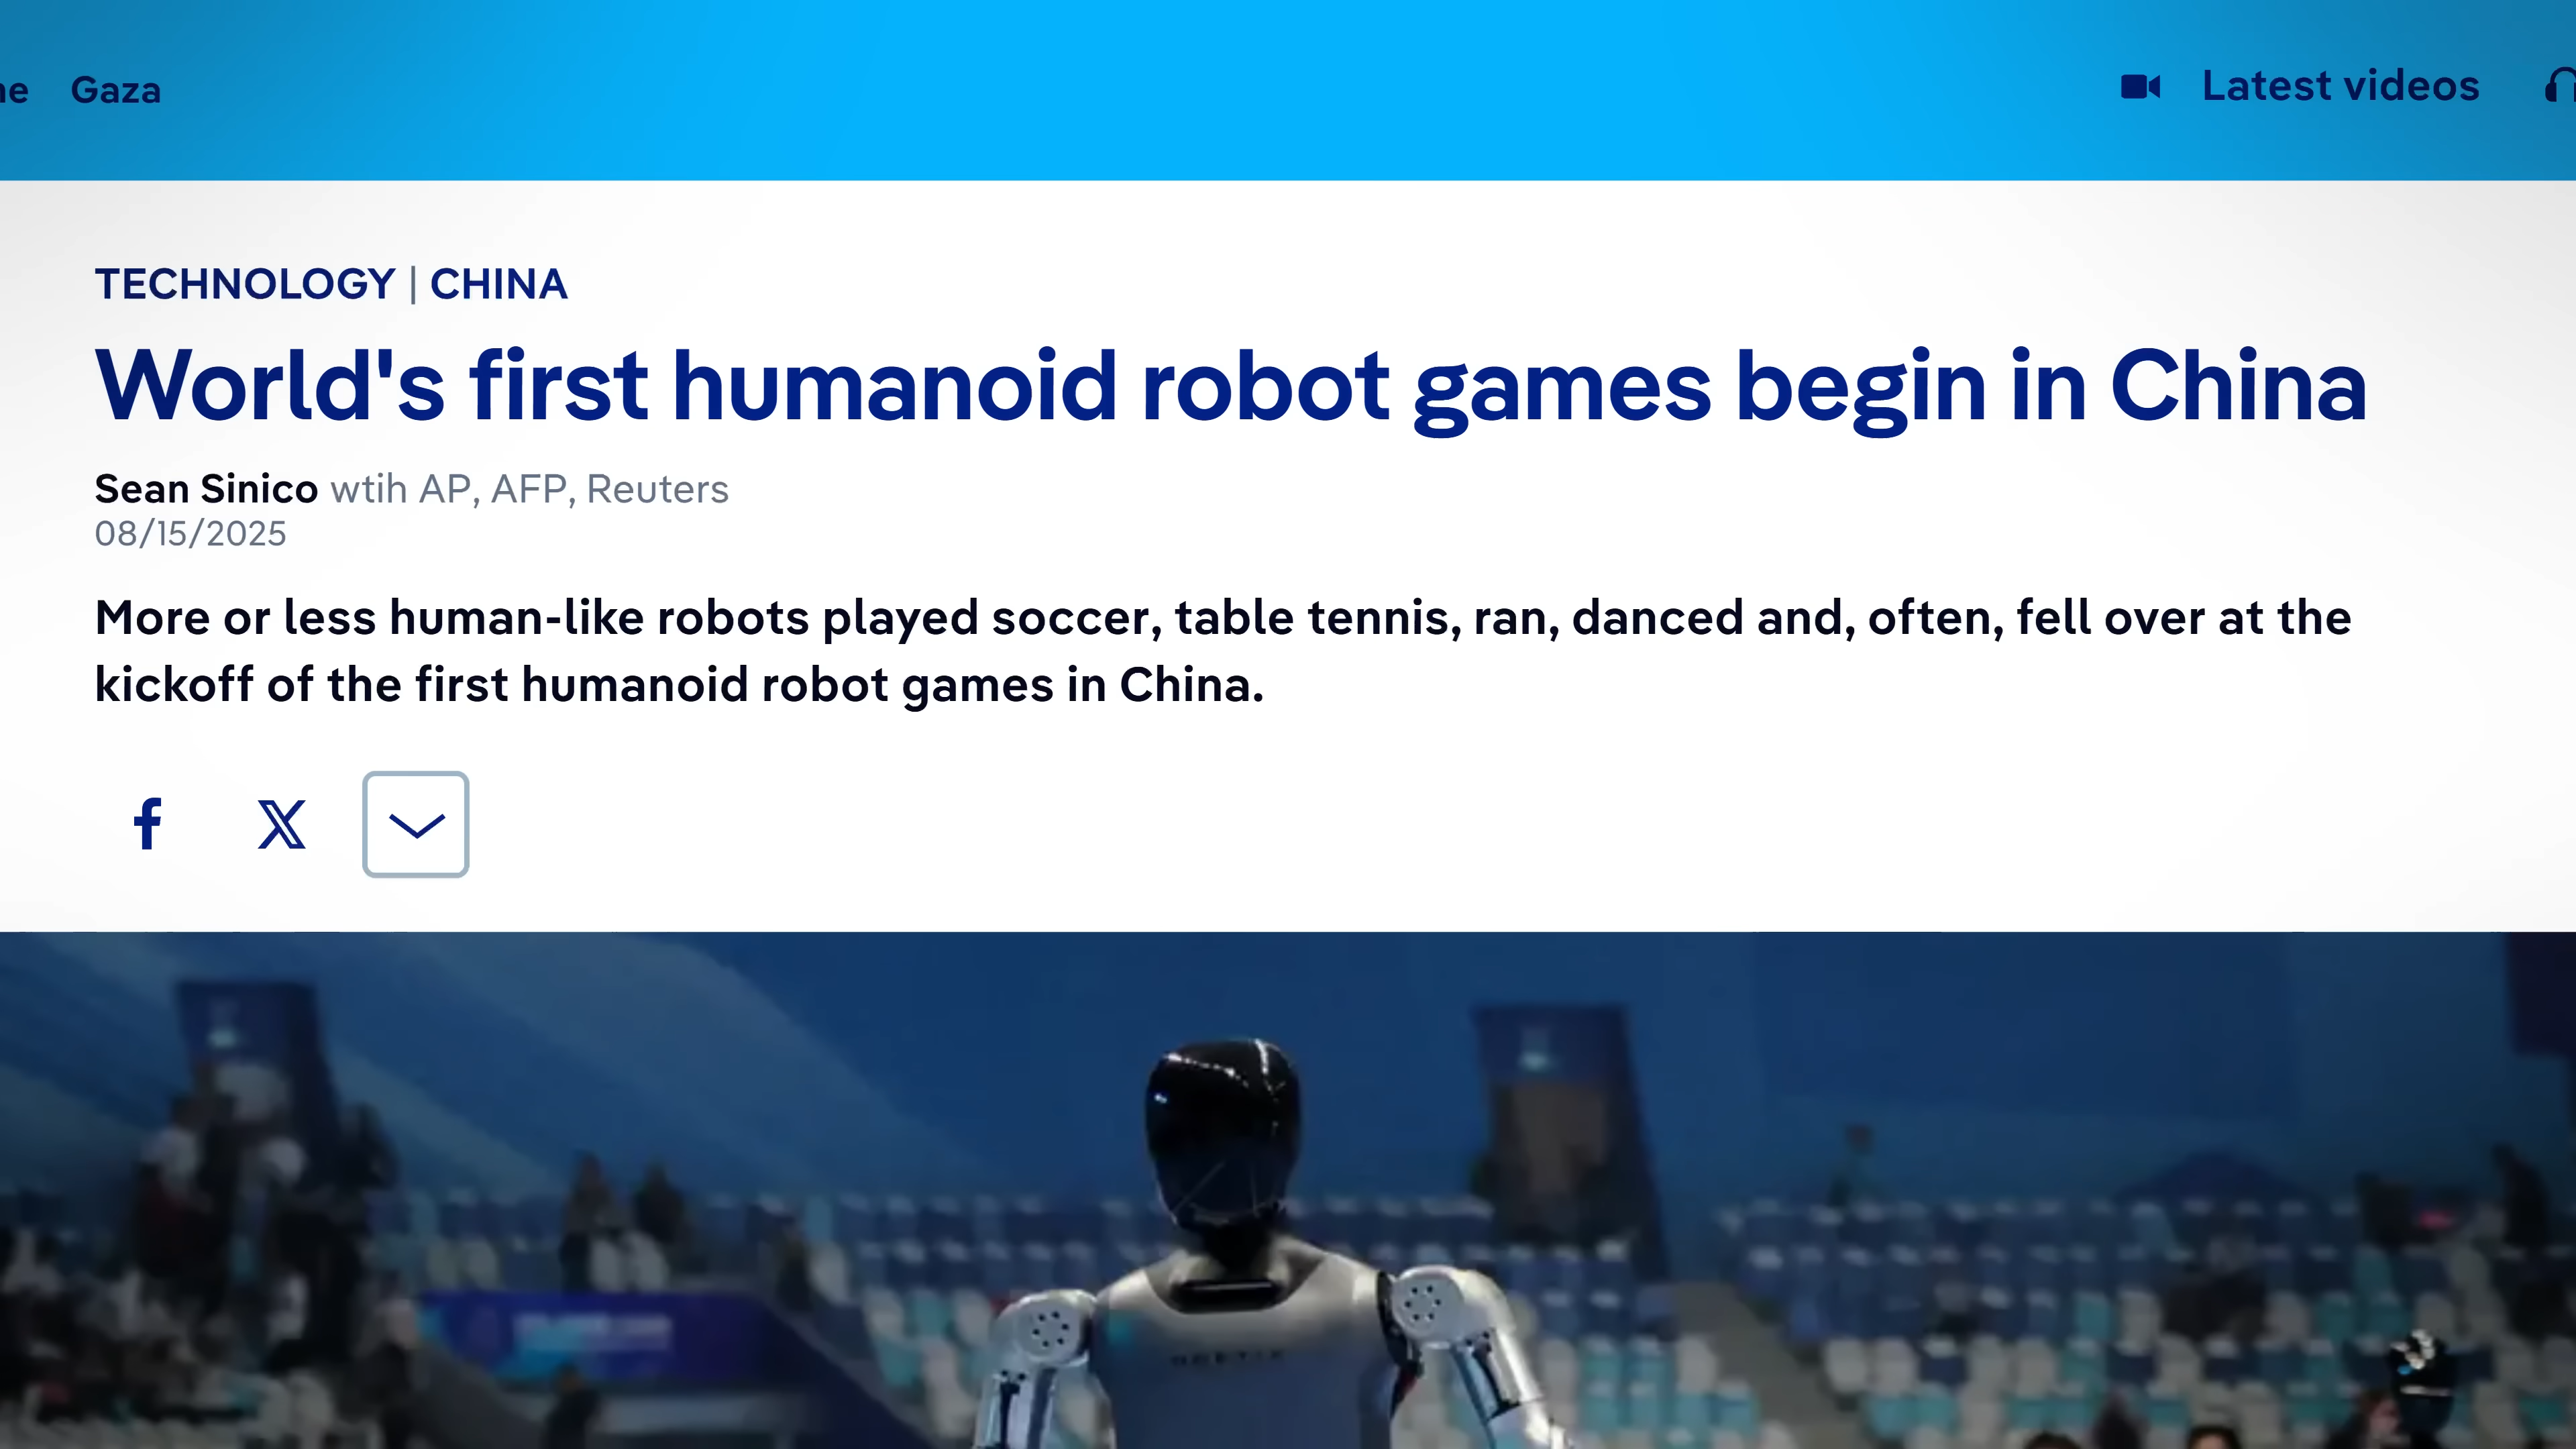 Gaza
Latest videos
TECHNOLOGY | CHINA
World's first humanoid robot games begin in China
Sean Sinico wtih AP, AFP, Reuters
08/15/2025
More or less human-like robots played soccer, table tennis, ran, danced and, often, fell over at the
kickoff of the first humanoid robot games in China.